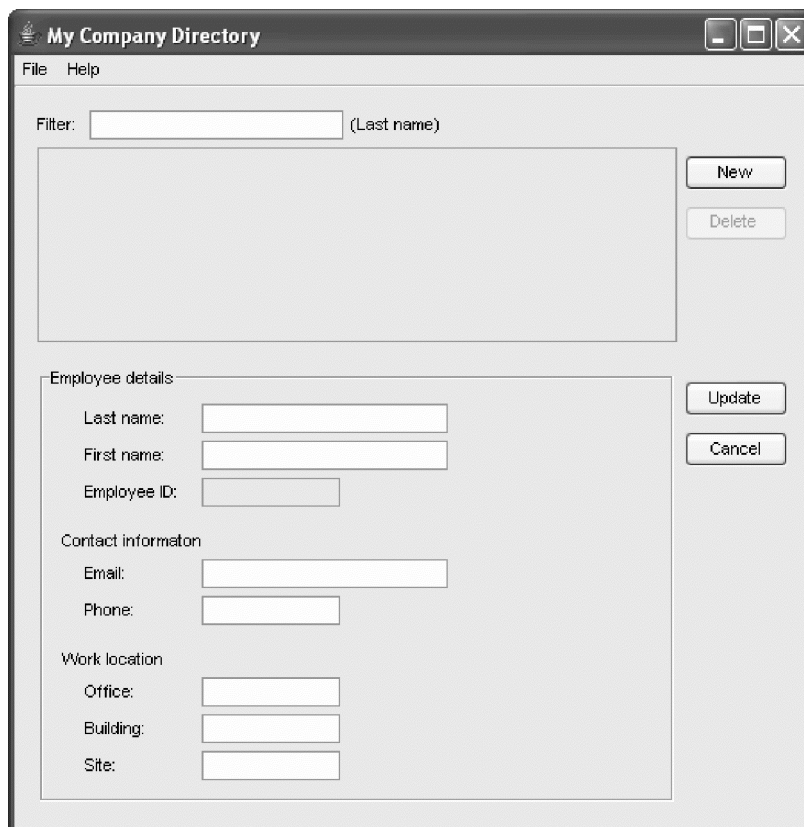 My Company Directory
File Help
Filter: (Last name)
New
Delete
Employee details
Update
Last name:
First name:
Cancel
Employee ID:
Contact informaton
Email:
Phone:
Work location
Office:
Building:
Site: